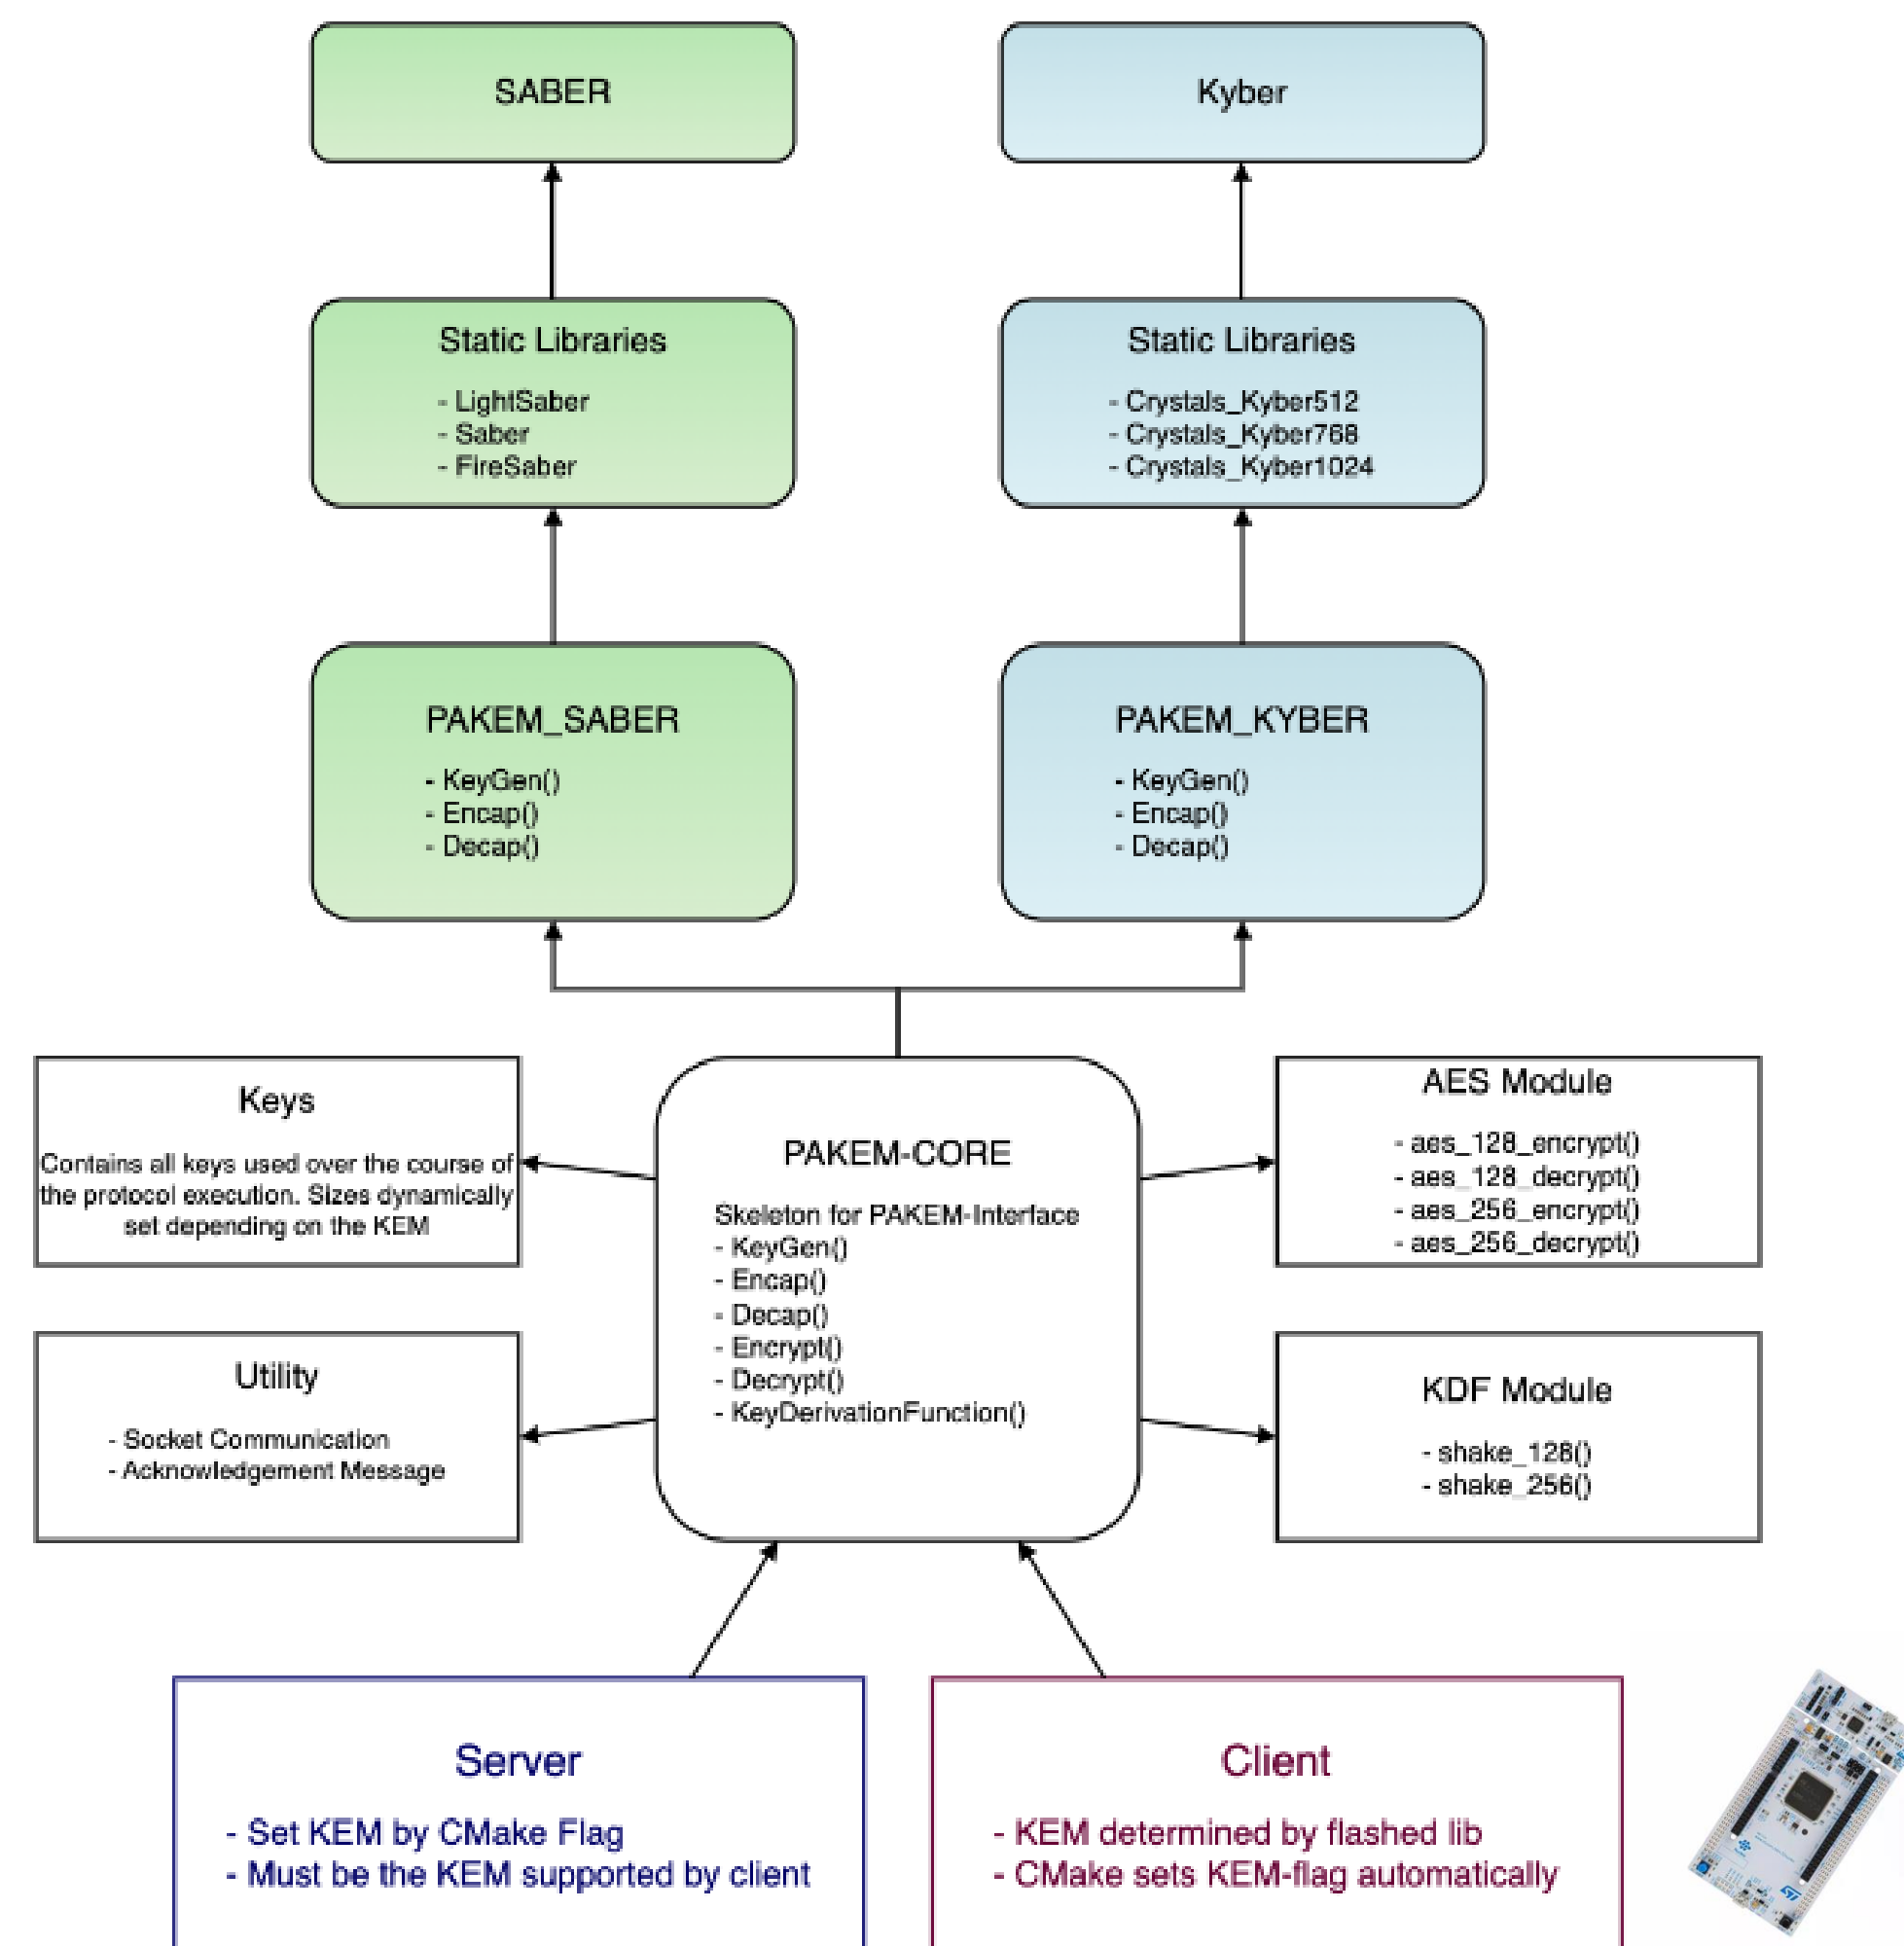 SABER
Kyber
Static Libraries
- LightSaber
- Saber
- FireSaber
Static Libraries
- Crystals_Kyber512
- Crystals_Kyber768
- Crystals_Kyber1024
PAKEM_SABER
- KeyGen()
- Encap()
- Decap()
PAKEM_KYBER
- KeyGen()
- Encap()
- Decap()
Keys
Contains all keys used over the course of
the protocol execution. Sizes dynamically
set depending on the KEM
PAKEM-CORE
Skeleton for PAKEM-Interface
- KeyGen()
- Encap()
- Decap()
- Encrypt()
- Decrypt()
- KeyDerivationFunction()
AES Module
- aes_128_encrypt()
- aes_128_decrypt()
- aes_256_encrypt()
- aes_256_decrypt()
Utility
- Socket Communication
- Acknowledgement Message
KDF Module
- shake_128()
- shake_256()
Server
- Set KEM by CMake Flag
- Must be the KEM supported by client
Client
- KEM determined by flashed lib
- CMake sets KEM-flag automatically
ST